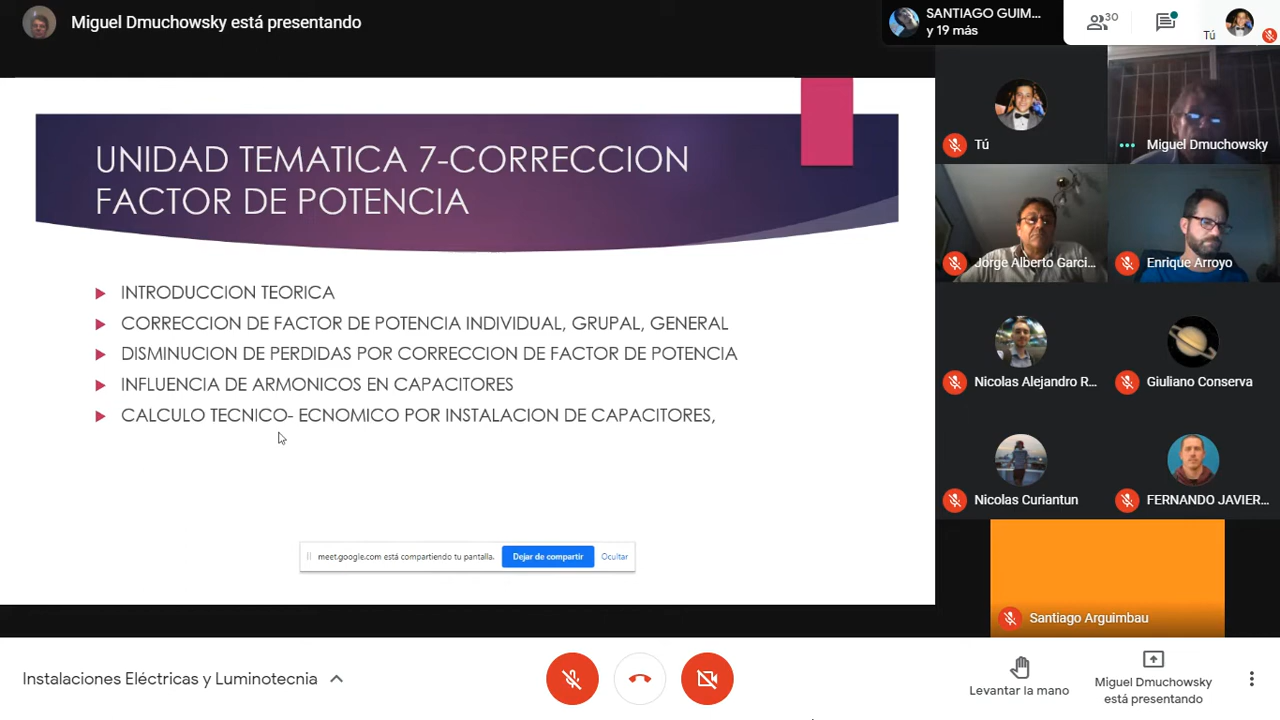 Miguel Dmuchowsky está presentando
SANTIAGO GUIM...
y 19 más
30
Tú
UNIDAD TEMATICA 7-CORRECCION
FACTOR DE POTENCIA
INTRODUCCION TEORICA
CORRECCION DE FACTOR DE POTENCIA INDIVIDUAL, GRUPAL, GENERAL
DISMINUCION DE PERDIDAS POR CORRECCION DE FACTOR DE POTENCIA
INFLUENCIA DE ARMONICOS EN CAPACITORES
CALCULO TECNICO- ECNOMICO POR INSTALACION DE CAPACITORES,
meet.google.com está compartiendo tu pantalla.
Dejar de compartir
Ocultar
Tú
Miguel Dmuchowsky
Jorge Alberto Garci...
Enrique Arroyo
Nicolas Alejandro R...
Giuliano Conserva
Nicolas Curiantun
FERNANDO JAVIER...
Santiago Arguimbau
Instalaciones Eléctricas y Luminotecnia
Levantar la mano
Miguel Dmuchowsky
está presentando